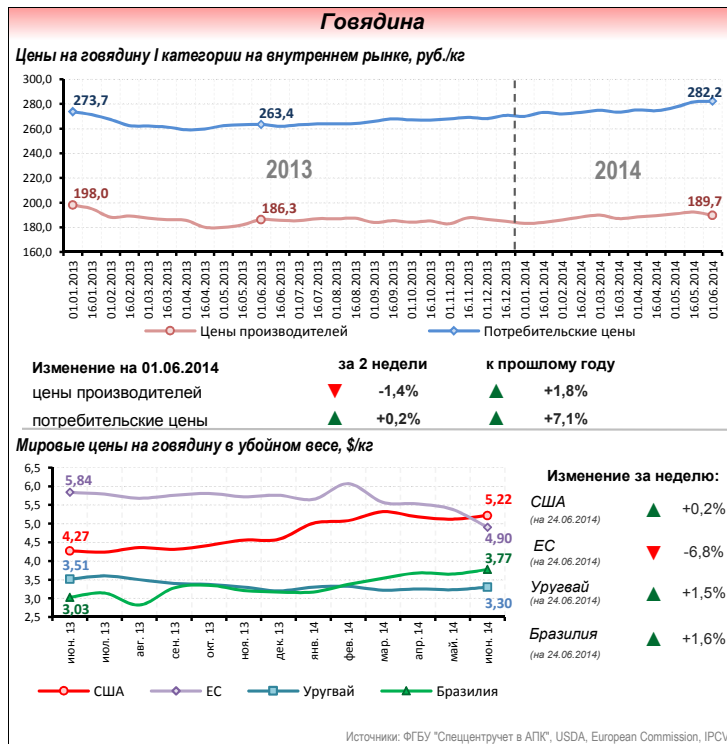 Говядина
Цены на говядину I категории на внутреннем рынке, руб./кг
300,0
280,0
260,0
240,0
220,0
200,0
180,0
160,0
273,7
263,4
282,2
2013
2014
198,0
186,3
189,7
01.01.2013
16.01.2013
01.02.2013
16.02.2013
01.03.2013
16.03.2013
01.04.2013
16.04.2013
01.05.2013
16.05.2013
01.06.2013
16.06.2013
01.07.2013
16.07.2013
01.08.2013
16.08.2013
01.09.2013
16.09.2013
01.10.2013
16.10.2013
01.11.2013
16.11.2013
01.12.2013
16.12.2013
01.01.2014
16.01.2014
01.02.2014
16.02.2014
01.03.2014
16.03.2014
01.04.2014
16.04.2014
01.05.2014
16.05.2014
01.06.2014
Цены производителей Потребительские цены
Изменение на 01.06.2014 за 2 недели к прошлому году
цены производителей -1,4% +1,8%
потребительские цены +0,2% +7,1%
Мировые цены на говядину в убойном весе, $/кг
6,5
6,0
5,5
5,0
4,5
4,0
3,5
3,0
2,5
5,84
4,27
3,51
3,03
5,22
4,90
3,77
3,30
июн. 13
июл. 13
авг. 13
сен. 13
окт. 13
ноя. 13
дек. 13
янв. 14
фев. 14
мар. 14
апр. 14
май. 14
июн. 14
США ЕС Уругвай Бразилия
Изменение за неделю:
США +0,2%
(на 24.06.2014)
ЕС -6,8%
(на 24.06.2014)
Уругвай +1,5%
(на 24.06.2014)
Бразилия +1,6%
(на 24.06.2014)
Источники: ФГБУ "Спеццентручет в АПК", USDA, European Commission, IPCV